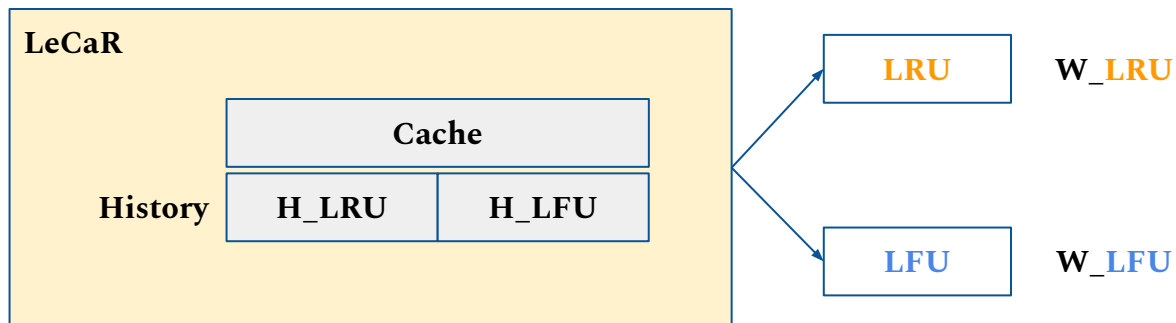 LeCaR
LRU W_LRU
Cache
History H_LRU H_LFU
LFU W_LFU